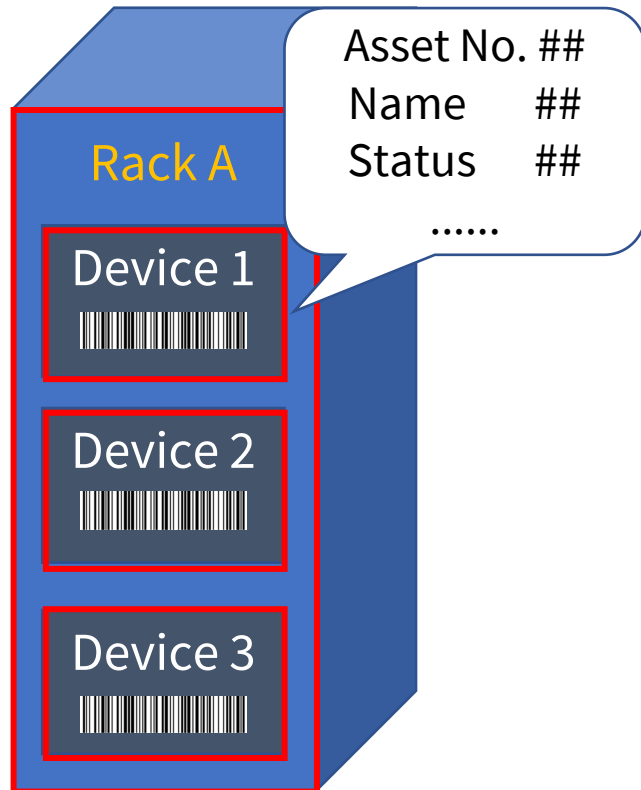 Asset No. ##
Name ##
Status ##
......
Rack A
Device 1
Device 2
Device 3